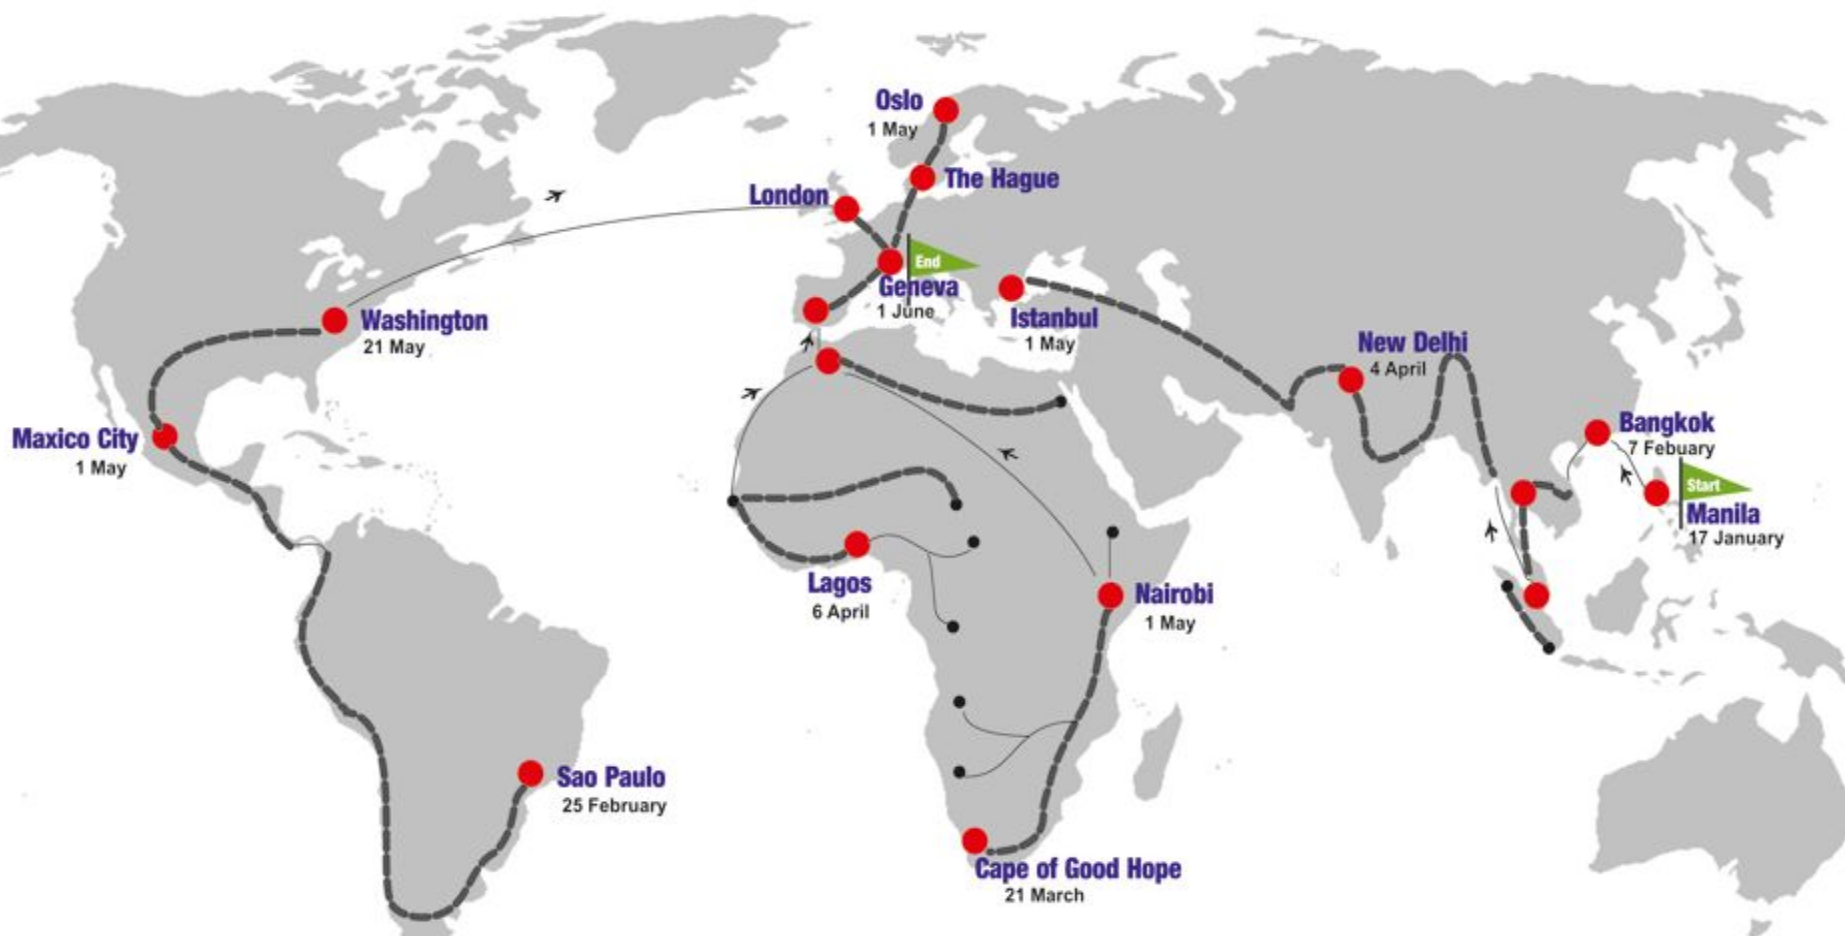 Oslo
1 May
The Hague
London
End
Geneva
1 June
Istanbul
1 May
Washington
21 May
New Delhi
4 April
Maxico City
1 May
Bangkok
7 Febuary
Start
Manila
17 January
Lagos
6 April
Nairobi
1 May
Sao Paulo
25 February
Cape of Good Hope
21 March